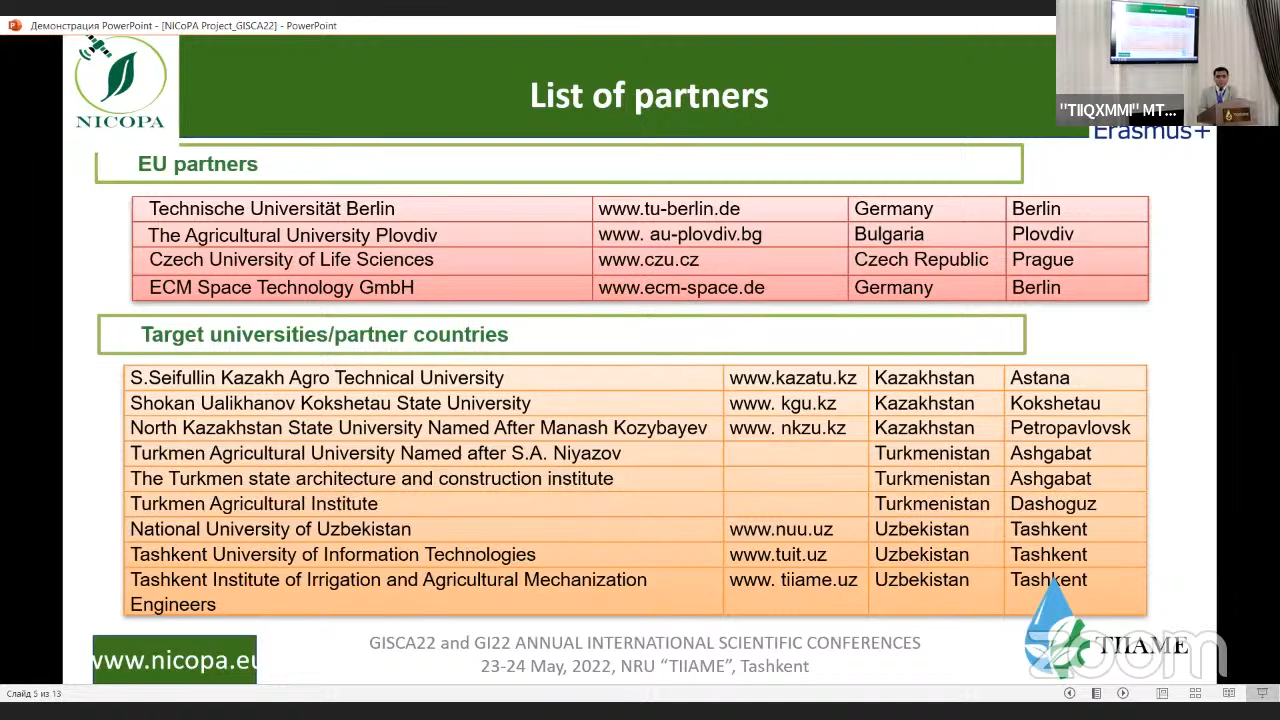 Демонстрация PowerPoint - [NICoPA Project_GISCA22] - PowerPoint
NICOPA
List of partners
"TIIQXMMI" MT...
Erasmus+
EU partners
Technische Universität Berlin www.tu-berlin.de Germany Berlin
The Agricultural University Plovdiv www. au-plovdiv.bg Bulgaria Plovdiv
Czech University of Life Sciences www.czu.cz Czech Republic Prague
ECM Space Technology GmbH www.ecm-space.de Germany Berlin
Target universities/partner countries
S.Seifullin Kazakh Agro Technical University www.kazatu.kz Kazakhstan Astana
Shokan Ualikhanov Kokshetau State University www. kgu.kz Kazakhstan Kokshetau
North Kazakhstan State University Named After Manash Kozybayev www. nkzu.kz Kazakhstan Petropavlovsk
Turkmen Agricultural University Named after S.A. Niyazov Turkmenistan Ashgabat
The Turkmen state architecture and construction institute Turkmenistan Ashgabat
Turkmen Agricultural Institute Turkmenistan Dashoguz
National University of Uzbekistan www.nuu.uz Uzbekistan Tashkent
Tashkent University of Information Technologies www.tuit.uz Uzbekistan Tashkent
Tashkent Institute of Irrigation and Agricultural Mechanization www. tiiame.uz Uzbekistan Tashkent
Engineers
www.nicopa.eu
GISCA22 and GI22 ANNUAL INTERNATIONAL SCIENTIFIC CONFERENCES
23-24 May, 2022, NRU “TIIAME”, Tashkent
TIIAME
zoom
Слайд 5 из 13